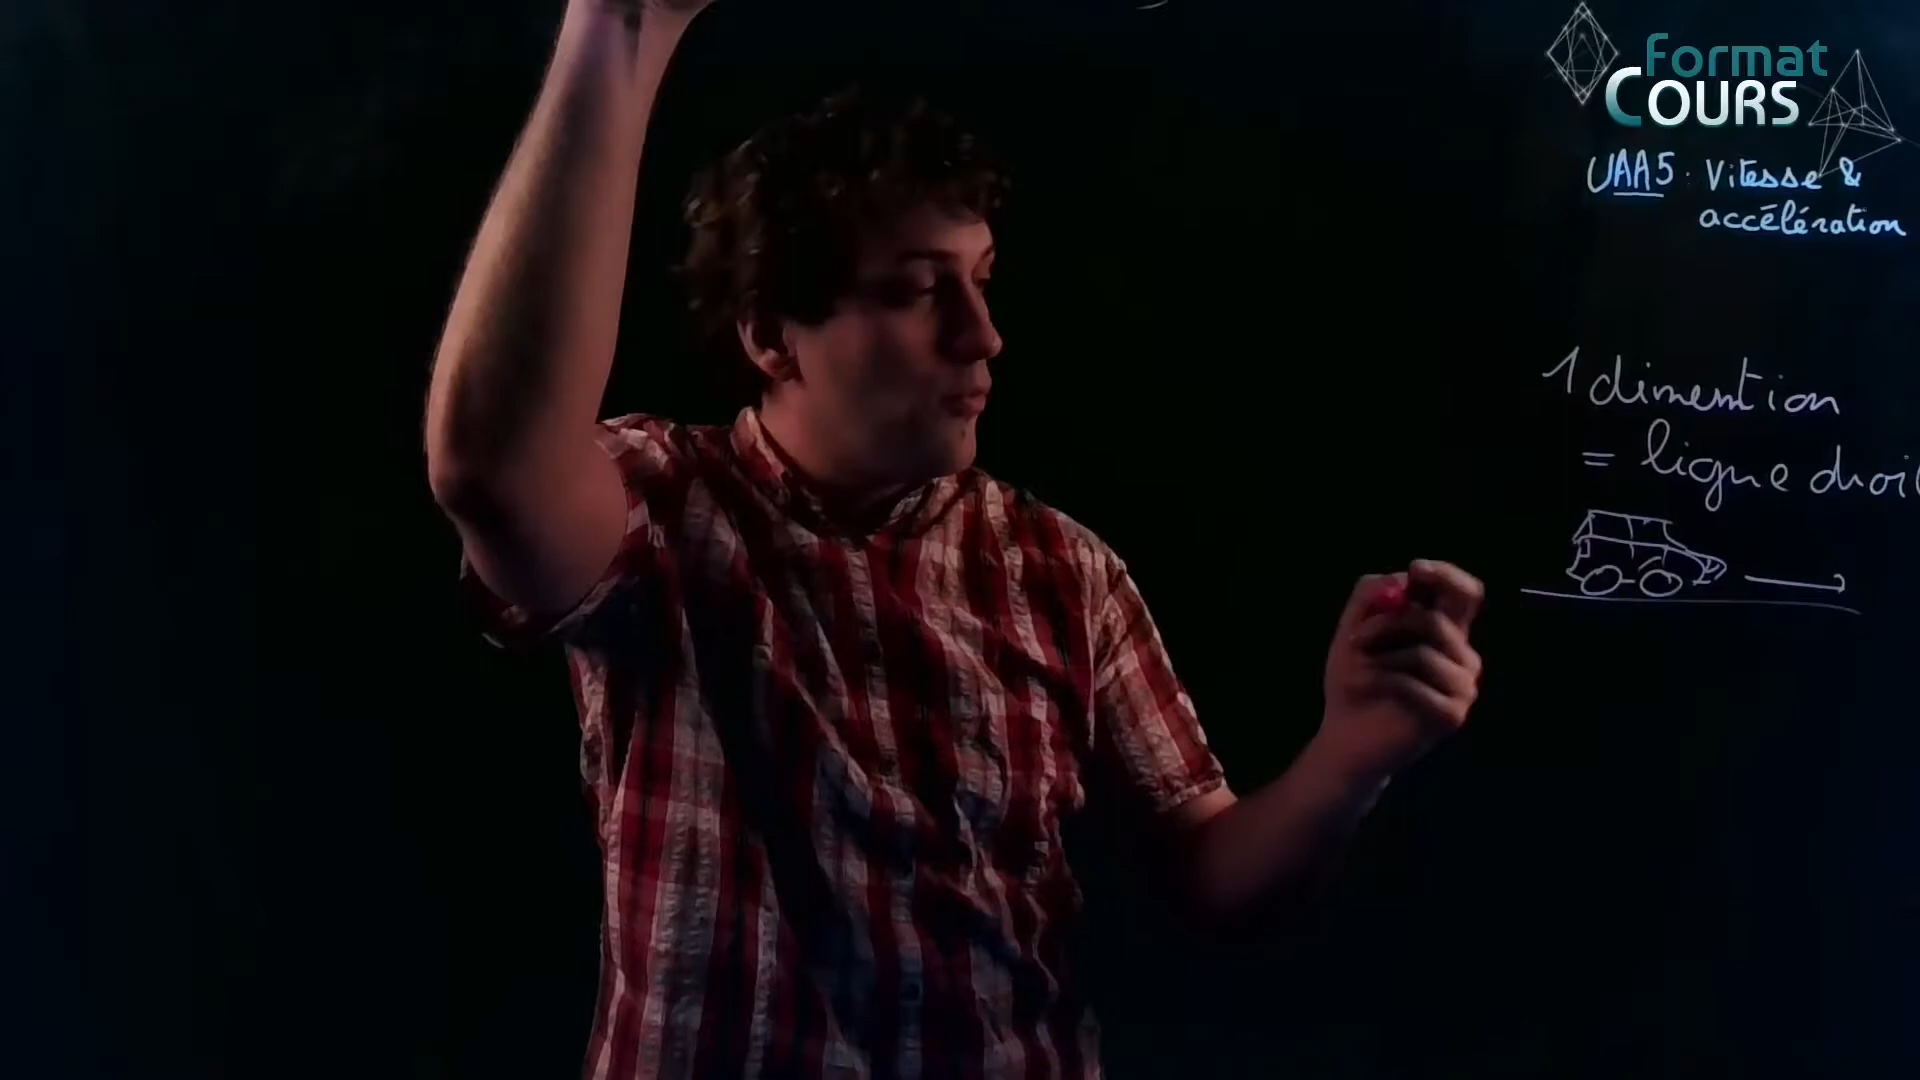 Format
COURS
UAA5. Vitesse &
accélération
1 dimention
= ligne droi